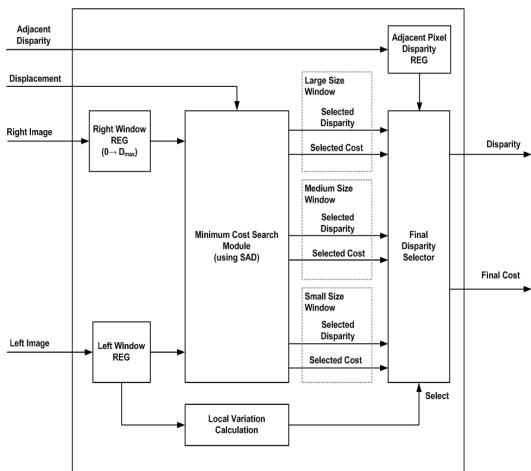 Adjacent
Disparity
Adjacent Pixel
Disparity
REG
Displacement
Large Size
Window
Selected
Disparity
Right Image
Right Window
REG
(0→ Dmax)
Selected Cost
Disparity
Medium Size
Window
Selected
Disparity
Selected Cost
Minimum Cost Search
Module
(using SAD)
Final
Disparity
Selector
Final Cost
Small Size
Window
Selected
Disparity
Selected Cost
Left Image
Left Window
REG
Select
Local Variation
Calculation